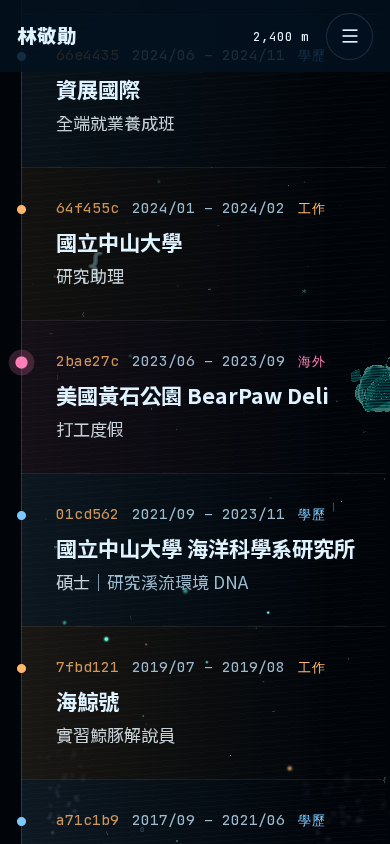 林敬勛
2,400 m
66e4435 2024/06 — 2024/11 學歷
資展國際
全端就業養成班
64f455c 2024/01 — 2024/02 工作
國立中山大學
研究助理
2bae27c 2023/06 — 2023/09 海外
美國黃石公園 BearPaw Deli
打工度假
01cd562 2021/09 — 2023/11 學歷
國立中山大學 海洋科學系研究所
碩士｜研究溪流環境 DNA
7fbd121 2019/07 — 2019/08 工作
海鯨號
實習鯨豚解說員
a71c1b9 2017/09 — 2021/06 學歷